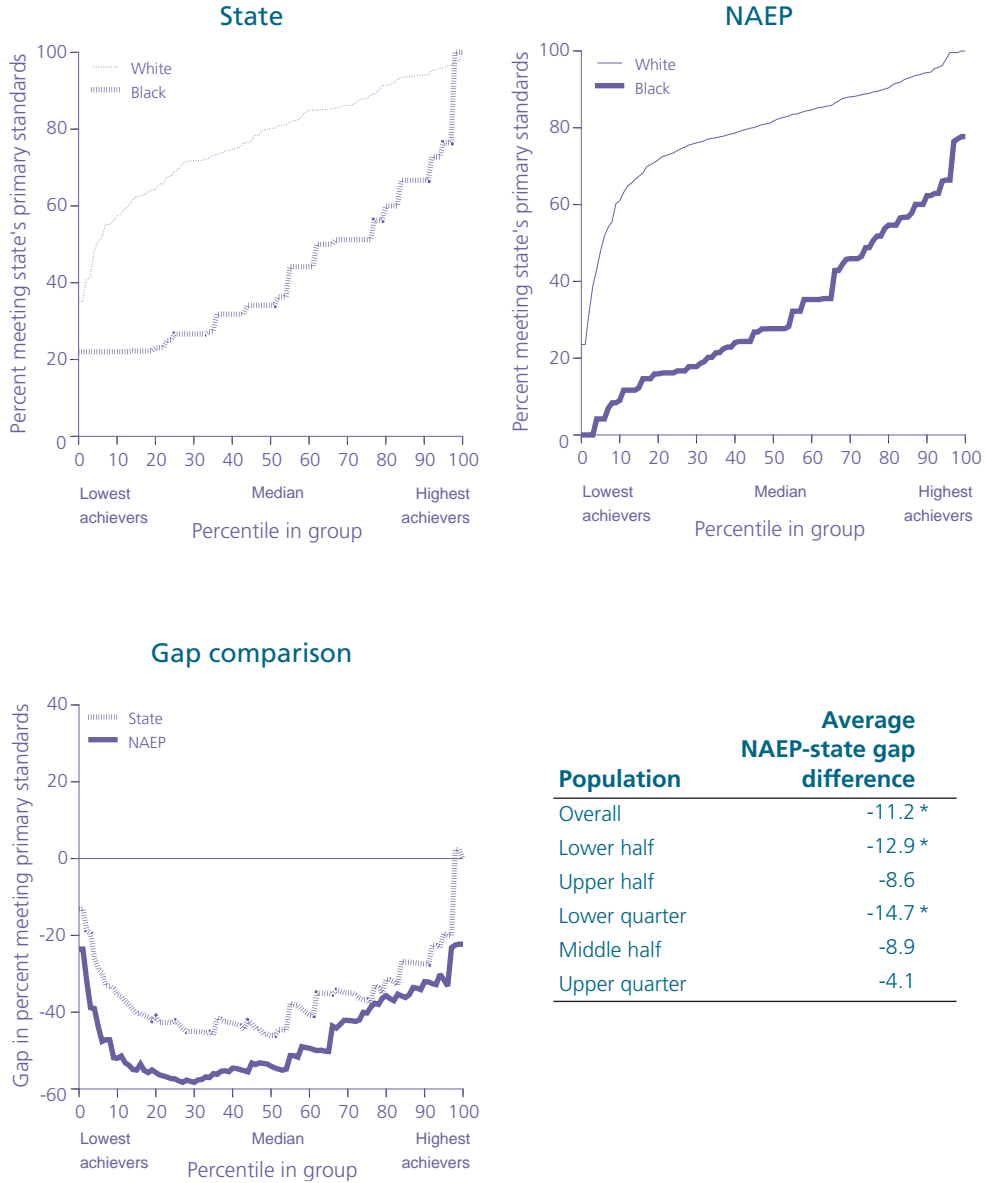 State
Percent meeting state's primary standards
100
80
60
40
20
0
White
Black
0 10 20 30 40 50 60 70 80 90 100
Lowest achievers
Median
Highest achievers
Percentile in group
NAEP
Percent meeting state's primary standards
100
80
60
40
20
0
White
Black
0 10 20 30 40 50 60 70 80 90 100
Lowest achievers
Median
Highest achievers
Percentile in group
Gap comparison
Gap in percent meeting primary standards
40
20
0
-20
-40
-60
State
NAEP
0 10 20 30 40 50 60 70 80 90 100
Lowest achievers
Median
Highest achievers
Percentile in group
Average
NAEP-state gap
Population difference
Overall -11.2 *
Lower half -12.9 *
Upper half -8.6
Lower quarter -14.7 *
Middle half -8.9
Upper quarter -4.1